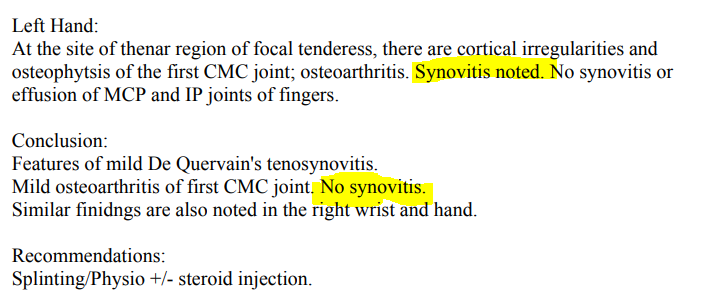 Left Hand:
At the site of thenar region of focal tenderess, there are cortical irregularities and
osteophytsis of the first CMC joint; osteoarthritis. Synovitis noted. No synovitis or
effusion of MCP and IP joints of fingers.
Conclusion:
Features of mild De Quervain's tenosynovitis.
Mild osteoarthritis of first CMC joint. No synovitis.
Similar finidngs are also noted in the right wrist and hand.
Recommendations:
Splinting/Physio +/- steroid injection.